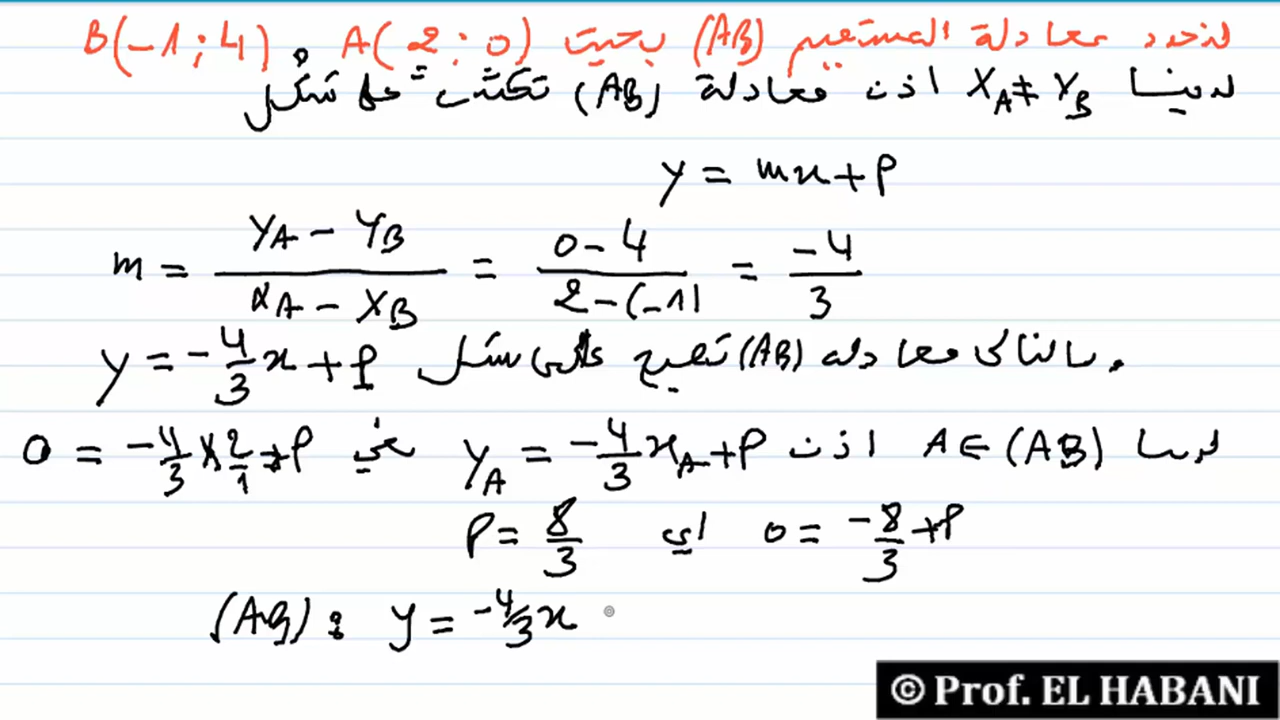 لنحدد معادلة المستقيم (AB) بحيث A(2;0) و B(-1;4)
لدينا X_A ≠ X_B اذن معادلة (AB) تكتب على شكل
y = mx + p
m = (Y_A - Y_B)/(x_A - X_B) = (0 - 4)/(2 - (-1)) = -4/3
وبالتالي معادلة (AB) تصبح على شكل y = -4/3 x + p
لدينا A ∈ (AB) اذن y_A = -4/3 x_A + p يعني 0 = -4/3 × 2/1 + p
0 = -8/3 + p اي p = 8/3
(AB) : y = -4/3 x
© Prof. EL HABANI